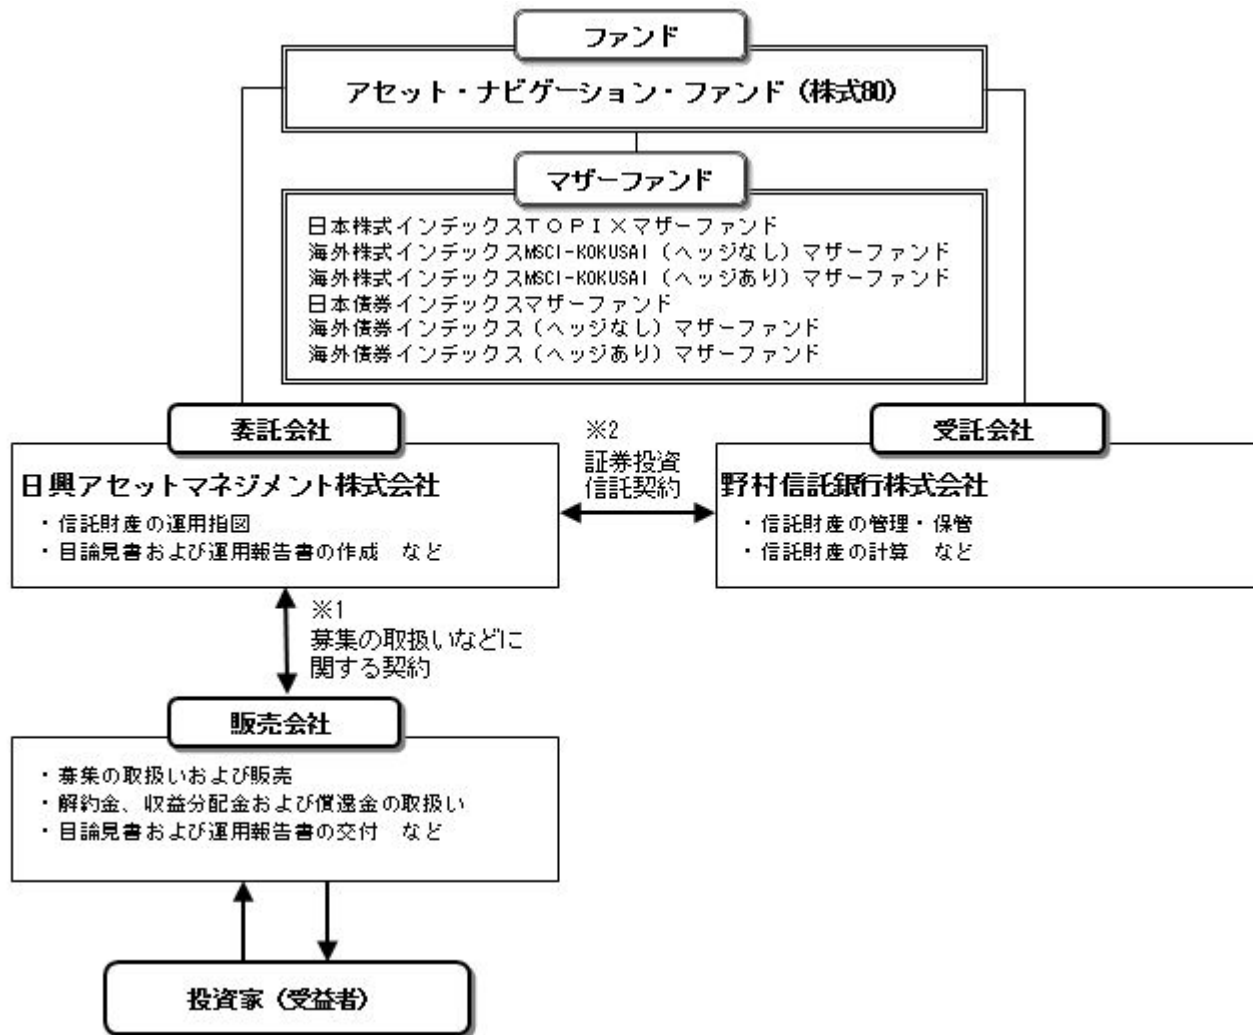 ファンド
アセット・ナビゲーション・ファンド（株式80）
マザーファンド
日本株式インデックスＴＯＰＩＸマザーファンド
海外株式インデックスMSCI-KOKUSAI（ヘッジなし）マザーファンド
海外株式インデックスMSCI-KOKUSAI（ヘッジあり）マザーファンド
日本債券インデックスマザーファンド
海外債券インデックス（ヘッジなし）マザーファンド
海外債券インデックス（ヘッジあり）マザーファンド
委託会社
日興アセットマネジメント株式会社
・信託財産の運用指図
・目論見書および運用報告書の作成　など
※2
証券投資
信託契約
受託会社
野村信託銀行株式会社
・信託財産の管理・保管
・信託財産の計算　など
※1
募集の取扱いなどに
関する契約
販売会社
・募集の取扱いおよび販売
・解約金、収益分配金および償還金の取扱い
・目論見書および運用報告書の交付　など
投資家（受益者）